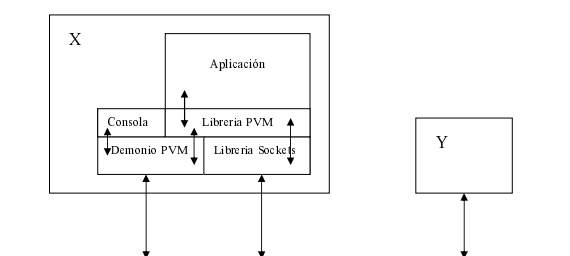 X
Aplicación
Consola
Libreria PVM
Demonio PVM
Libreria Sockets
Y